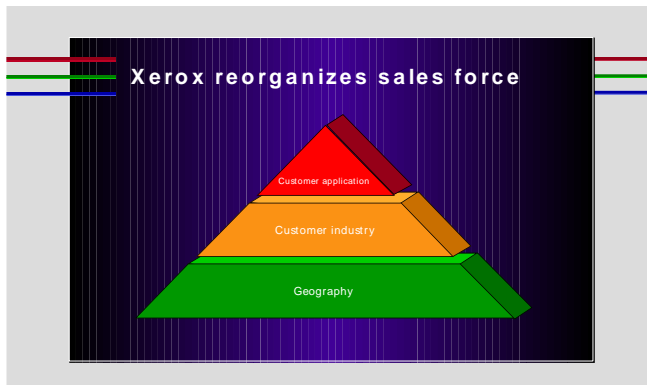 Xerox reorganizes sales force
Customer application
Customer industry
Geography